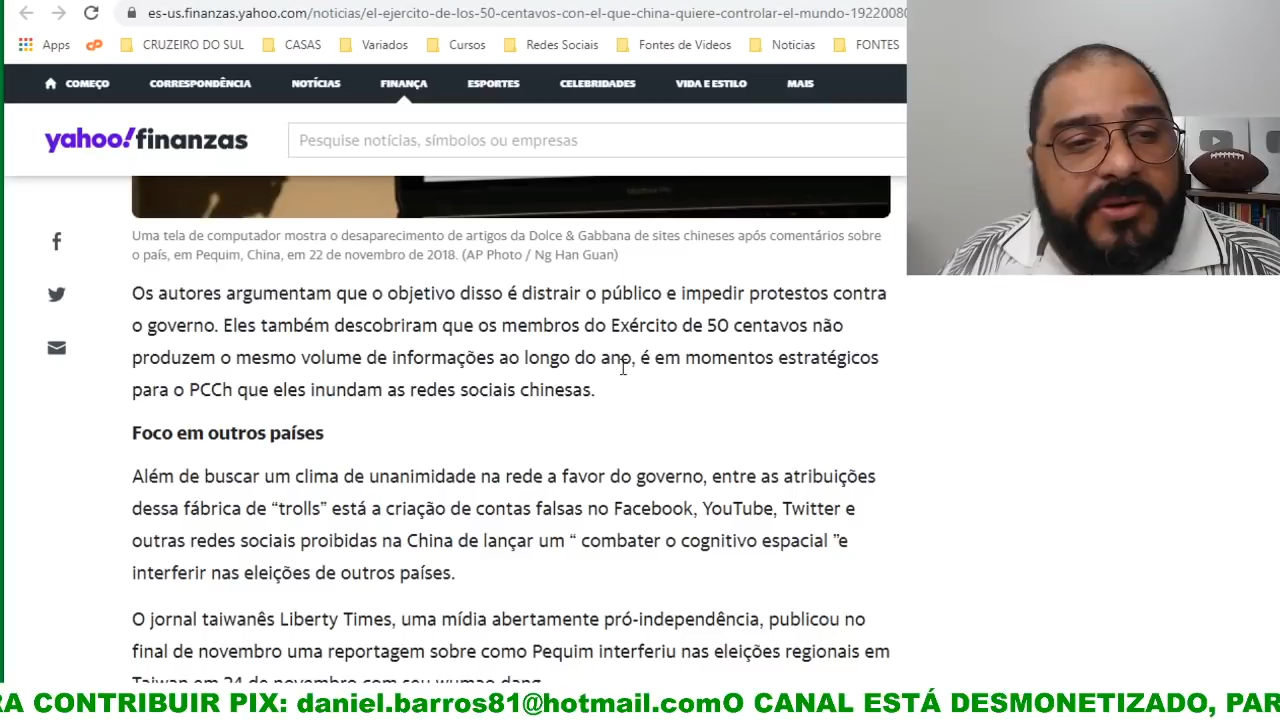 es-us.finanzas.yahoo.com/noticias/el-ejercito-de-los-50-centavos-con-el-que-china-quiere-controlar-el-mundo-19220080
Apps CRUZEIRO DO SUL CASAS Variados Cursos Redes Sociais Fontes de Videos Noticias FONTES
COMEÇO CORRESPONDÊNCIA NOTÍCIAS FINANÇA ESPORTES CELEBRIDADES VIDA E ESTILO MAIS
yahoo!finanzas Pesquise notícias, símbolos ou empresas
Uma tela de computador mostra o desaparecimento de artigos da Dolce & Gabbana de sites chineses após comentários sobre
o país, em Pequim, China, em 22 de novembro de 2018. (AP Photo / Ng Han Guan)
Os autores argumentam que o objetivo disso é distrair o público e impedir protestos contra
o governo. Eles também descobriram que os membros do Exército de 50 centavos não
produzem o mesmo volume de informações ao longo do ano, é em momentos estratégicos
para o PCCh que eles inundam as redes sociais chinesas.
Foco em outros países
Além de buscar um clima de unanimidade na rede a favor do governo, entre as atribuições
dessa fábrica de “trolls” está a criação de contas falsas no Facebook, YouTube, Twitter e
outras redes sociais proibidas na China de lançar um “ combater o cognitivo espacial ”e
interferir nas eleições de outros países.
O jornal taiwanês Liberty Times, uma mídia abertamente pró-independência, publicou no
final de novembro uma reportagem sobre como Pequim interferiu nas eleições regionais em
Taiwan em 24 de novembro com seu wumao dang.
RA CONTRIBUIR PIX: daniel.barros81@hotmail.comO CANAL ESTÁ DESMONETIZADO, PAR